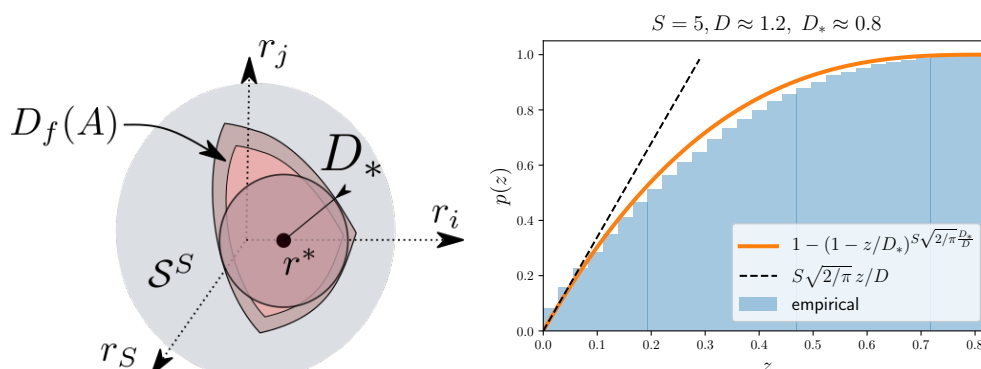 r_j
D_f(A)
D_*
r_i
r^*
𝒮^S
r_S
S = 5, D ≈ 1.2, D_* ≈ 0.8
p(z)
1.0
0.8
0.6
0.4
0.2
0.0
1 − (1 − z/D_*)^{S√(2/π) D_*/D}
S√(2/π) z/D
empirical
0.0 0.1 0.2 0.3 0.4 0.5 0.6 0.7 0.8
z